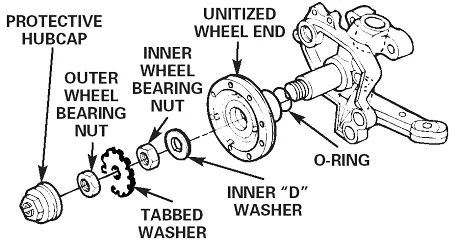 PROTECTIVE
HUBCAP
OUTER
WHEEL
BEARING
NUT
INNER
WHEEL
BEARING
NUT
UNITIZED
WHEEL END
O-RING
INNER “D”
WASHER
TABBED
WASHER